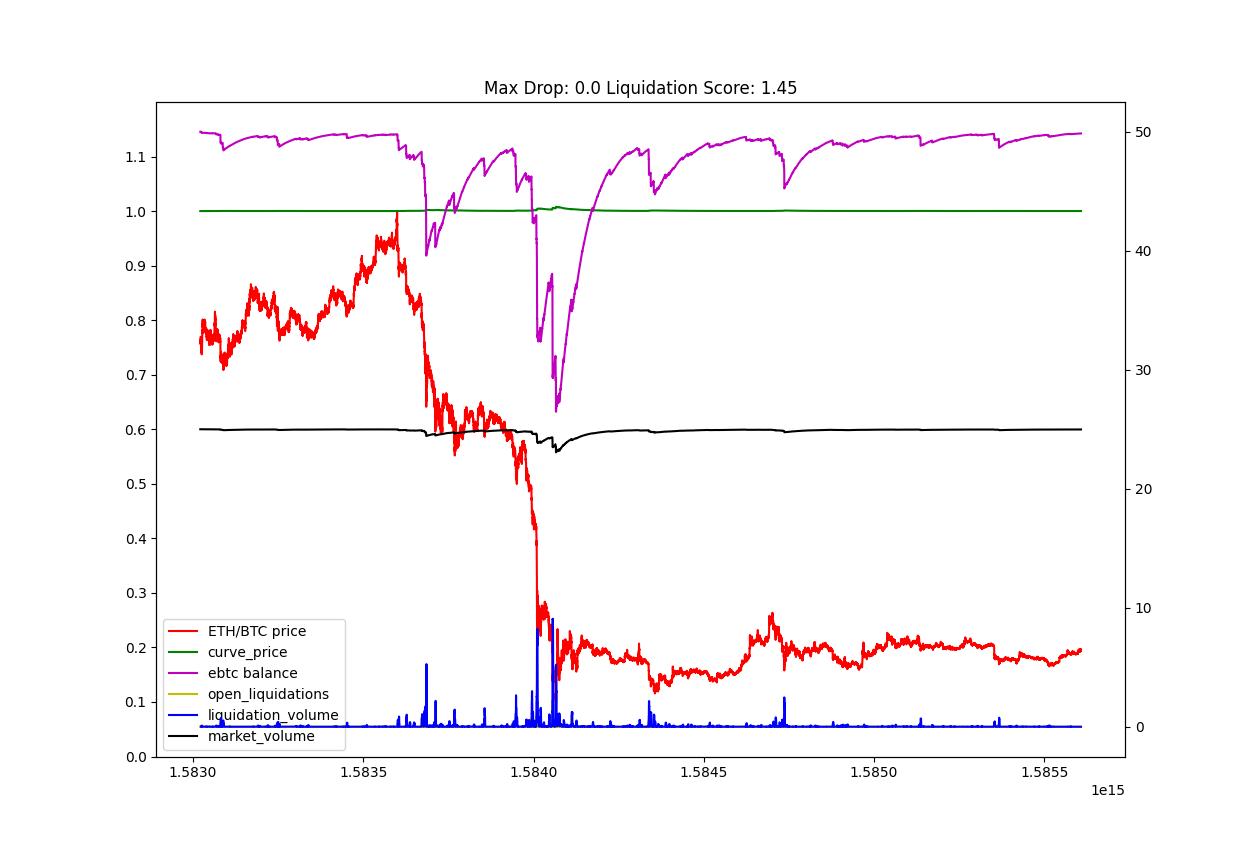 Max Drop: 0.0 Liquidation Score: 1.45
1.1
1.0
0.9
0.8
0.7
0.6
0.5
0.4
0.3
0.2
0.1
0.0
50
40
30
20
10
0
ETH/BTC price
curve_price
ebtc balance
open_liquidations
liquidation_volume
market_volume
1.5830 1.5835 1.5840 1.5845 1.5850 1.5855
1e15